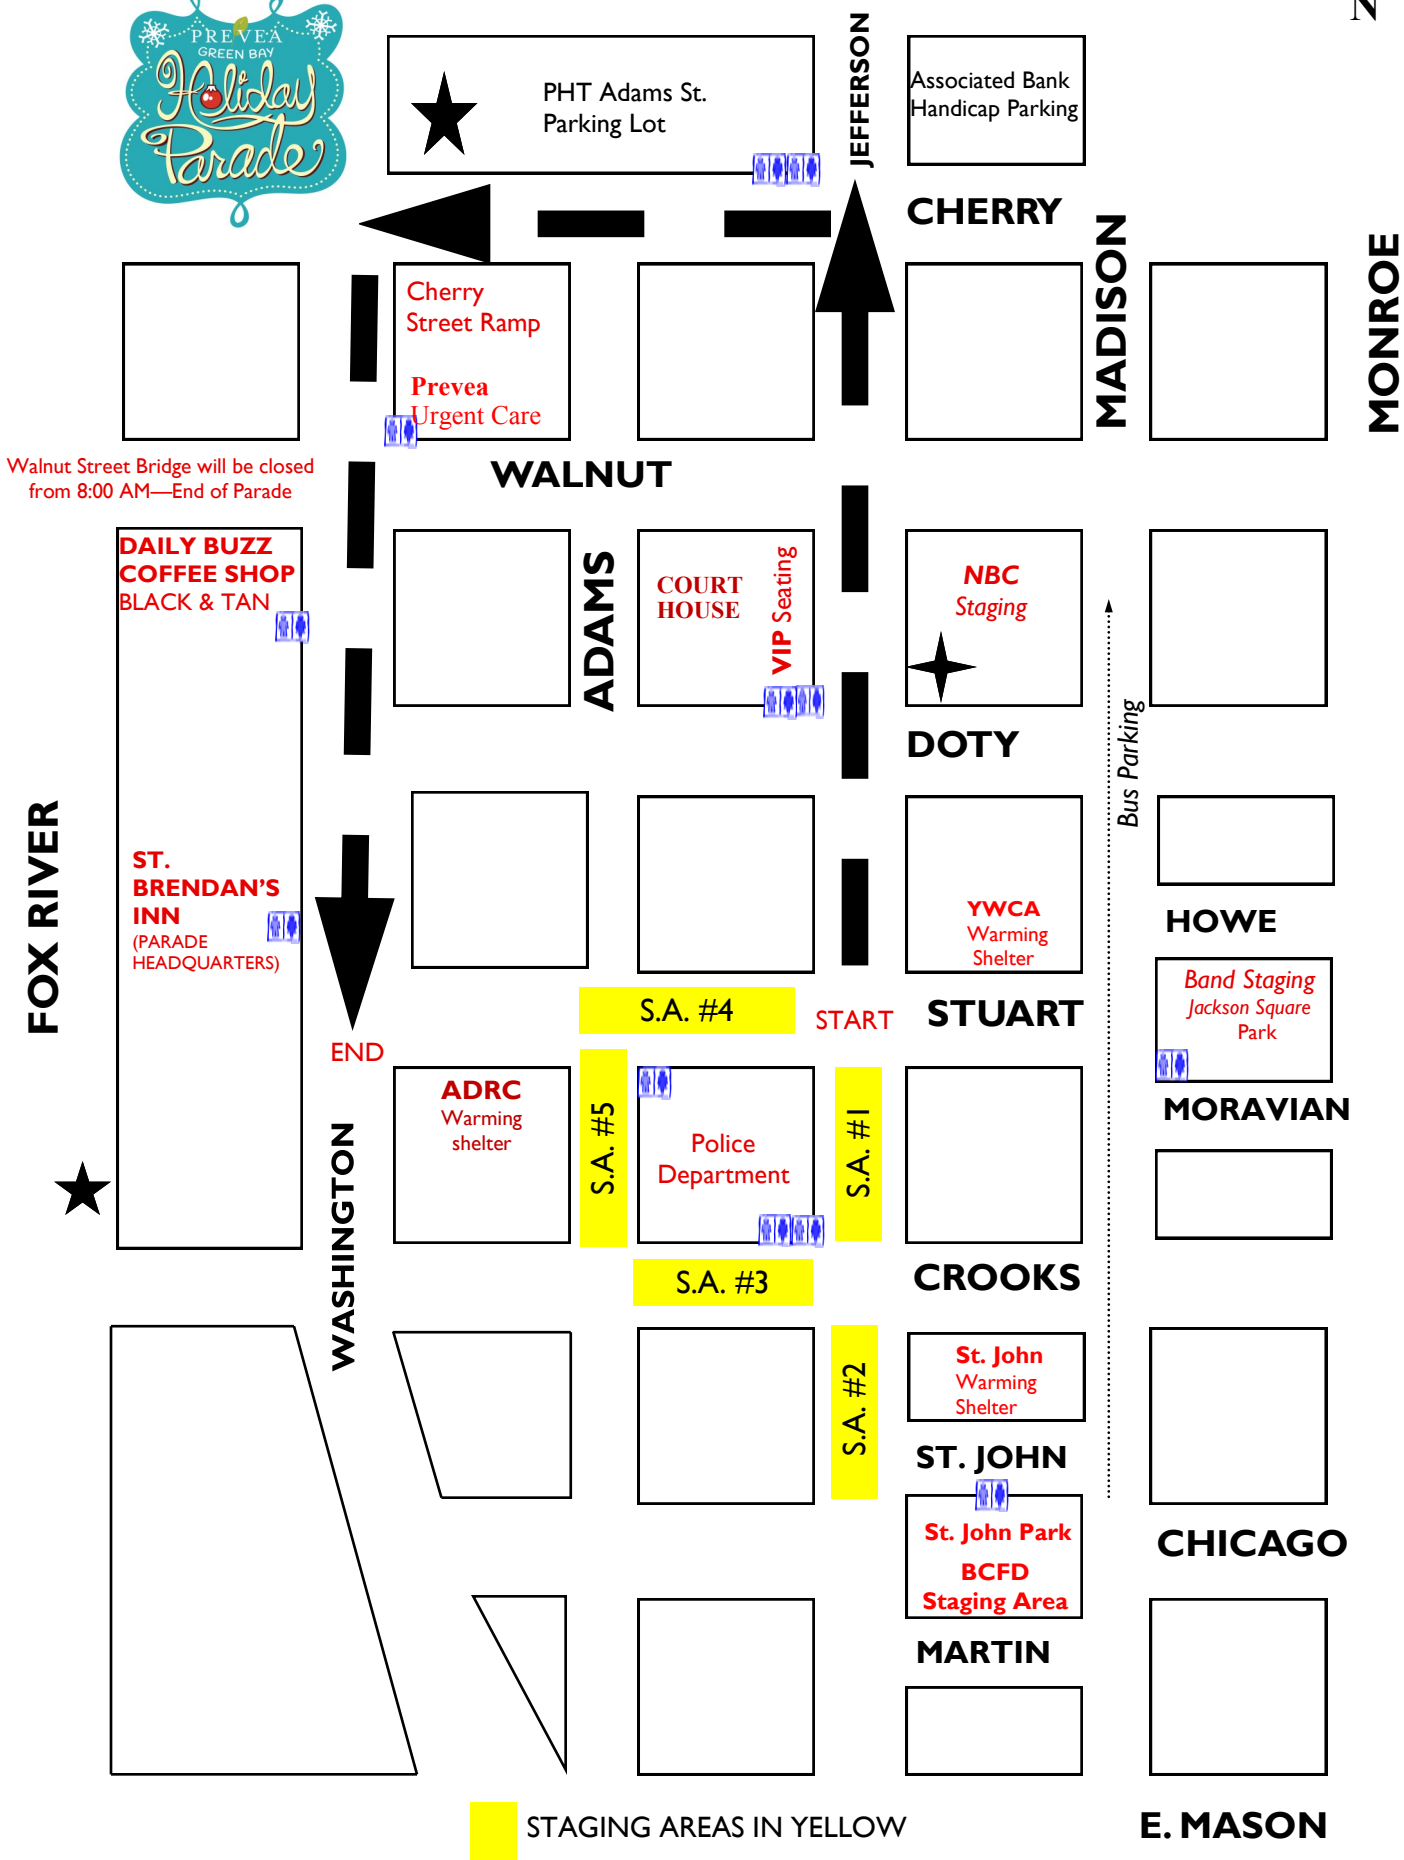 N
PREVEA
GREEN BAY
Holiday
Parade
PHT Adams St.
Parking Lot
JEFFERSON
Associated Bank
Handicap Parking
CHERRY
MADISON
MONROE
Cherry
Street Ramp
Prevea
Urgent Care
Walnut Street Bridge will be closed
from 8:00 AM—End of Parade
WALNUT
DAILY BUZZ
COFFEE SHOP
BLACK & TAN
ADAMS
COURT
HOUSE
VIP Seating
NBC
Staging
DOTY
Bus Parking
FOX RIVER
ST.
BRENDAN'S
INN
(PARADE
HEADQUARTERS)
YWCA
Warming
Shelter
HOWE
Band Staging
Jackson Square
Park
S.A. #4
START
STUART
END
ADRC
Warming
shelter
S.A. #5
Police
Department
S.A. #1
MORAVIAN
WASHINGTON
S.A. #3
CROOKS
S.A. #2
St. John
Warming
Shelter
ST. JOHN
St. John Park
BCFD
Staging Area
CHICAGO
MARTIN
STAGING AREAS IN YELLOW
E. MASON